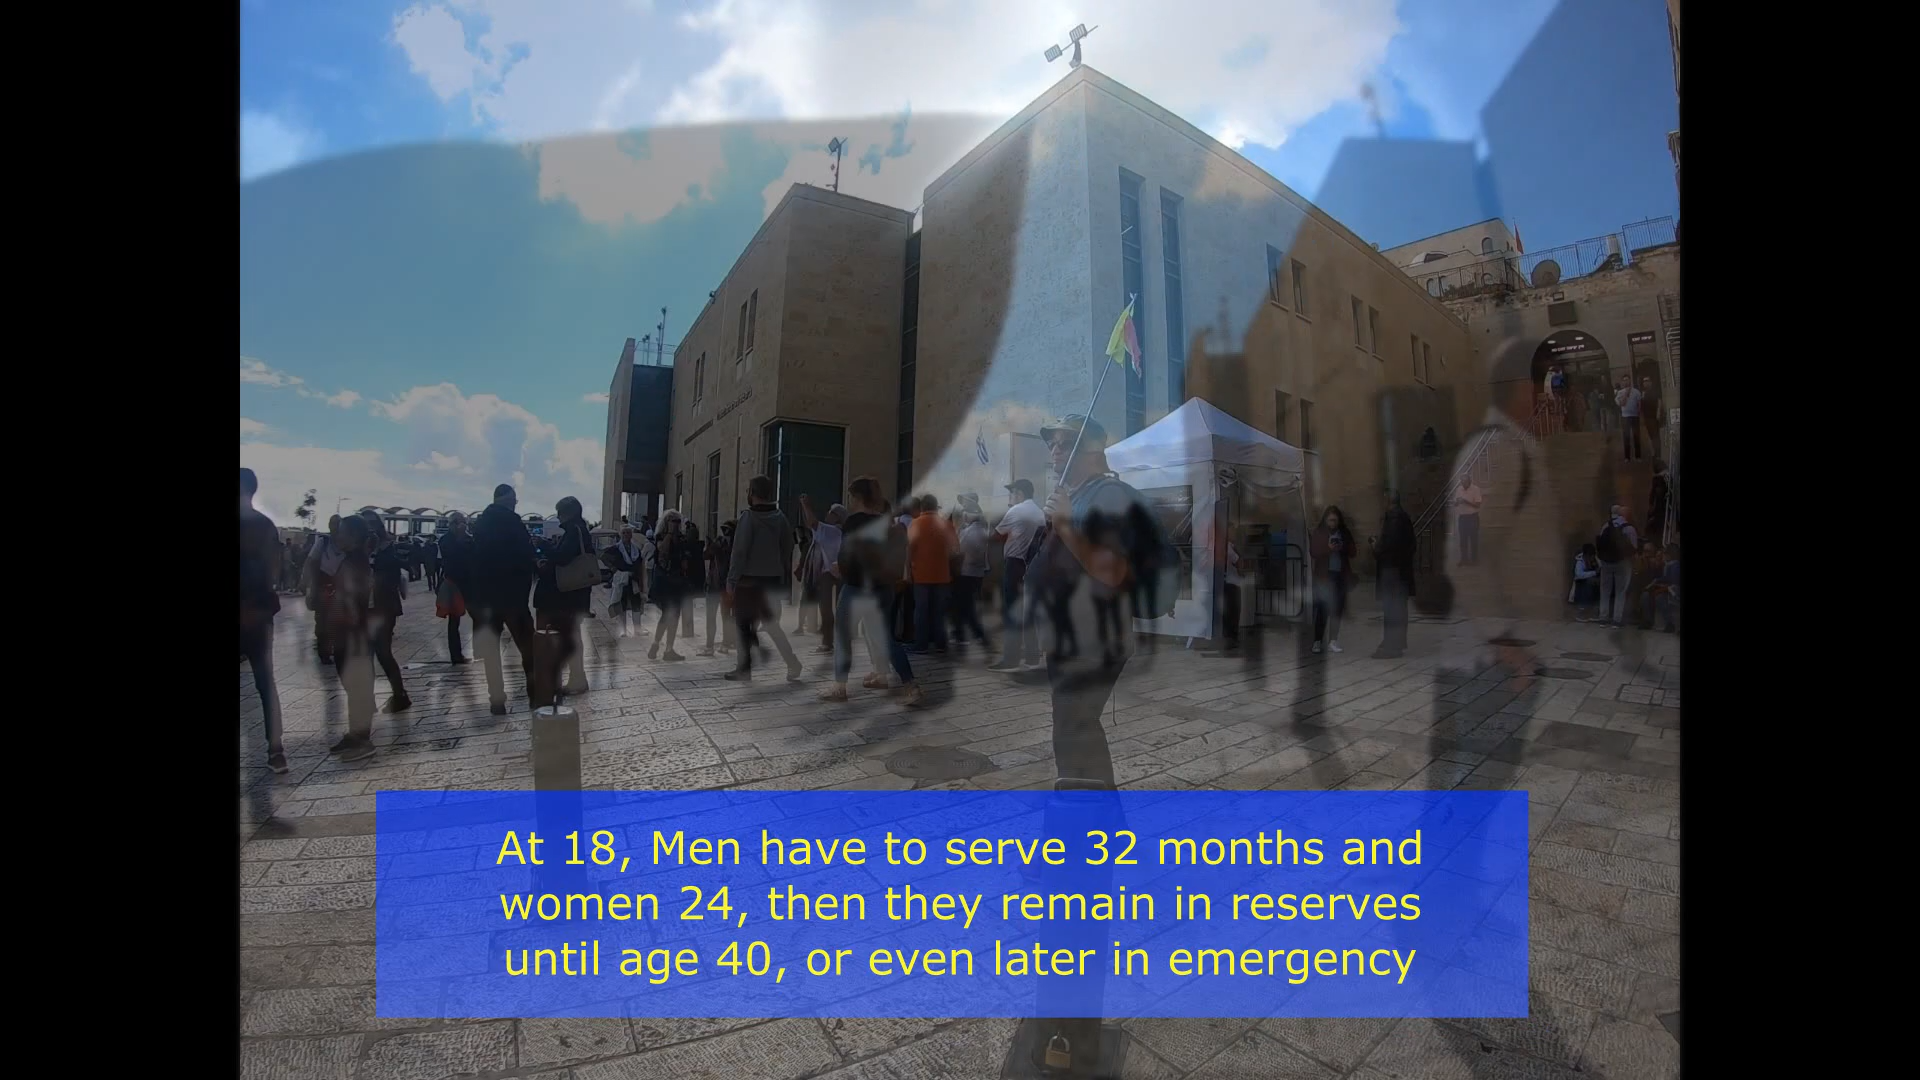 At 18, Men have to serve 32 months and
women 24, then they remain in reserves
until age 40, or even later in emergency